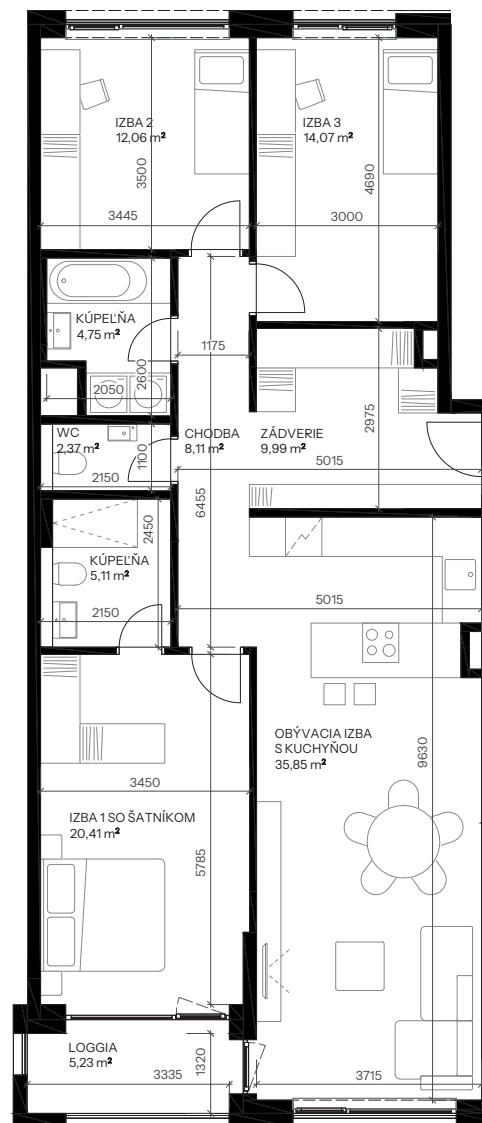 IZBA 2
12,06 m²
IZBA 3
14,07 m²
3500
4690
3445
3000
KÚPEĽŇA
4,75 m²
1175
2600
2050
2975
WC
2,37 m²
1100
CHODBA
8,11 m²
ZÁDVERIE
9,99 m²
5015
2150
6455
2450
KÚPEĽŇA
5,11 m²
5015
2150
OBÝVACIA IZBA
S KUCHYŇOU
35,85 m²
9630
3450
IZBA 1 SO ŠATNÍKOM
20,41 m²
5785
LOGGIA
5,23 m²
1320
3335
3715